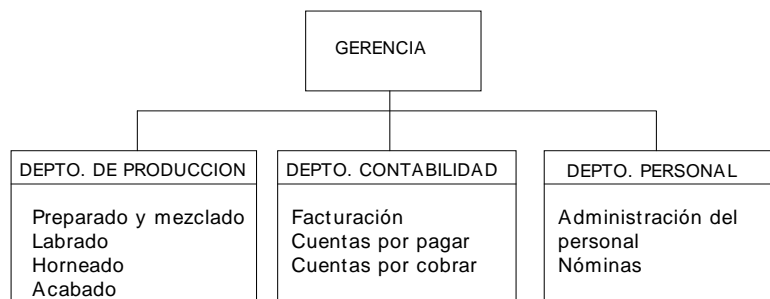 GERENCIA
DEPTO. DE PRODUCCION
Preparado y mezclado
Labrado
Horneado
Acabado
DEPTO. CONTABILIDAD
Facturación
Cuentas por pagar
Cuentas por cobrar
DEPTO. PERSONAL
Administración del
personal
Nóminas